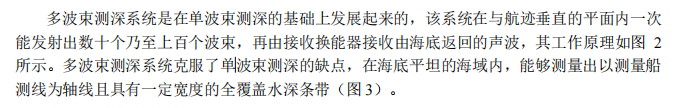 多波束测深系统是在单波束测深的基础上发展起来的，该系统在与航迹垂直的平面内一次
能发射出数十个乃至上百个波束，再由接收换能器接收由海底返回的声波，其工作原理如图 2
所示。多波束测深系统克服了单波束测深的缺点，在海底平坦的海域内，能够测量出以测量船
测线为轴线且具有一定宽度的全覆盖水深条带（图 3）。